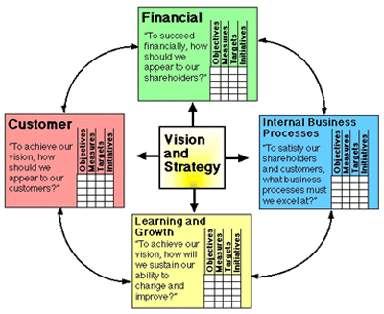 Financial
"To succeed
financially, how
should we
appear to our
shareholders?"
Objectives
Measures
Targets
Initiatives
Customer
"To achieve our
vision, how
should we
appear to our
customers?"
Objectives
Measures
Targets
Initiatives
Vision
and
Strategy
Internal Business
Processes
"To satisfy our
shareholders
and customers,
what business
processes must
we excel at?"
Objectives
Measures
Targets
Initiatives
Learning and
Growth
"To achieve our
vision, how will
we sustain our
ability to
change and
improve?"
Objectives
Measures
Targets
Initiatives